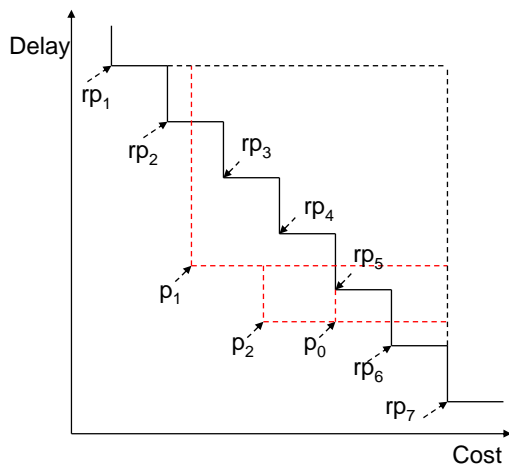 Delay
rp₁
rp₂
rp₃
rp₄
rp₅
p₁
p₂
p₀
rp₆
rp₇
Cost